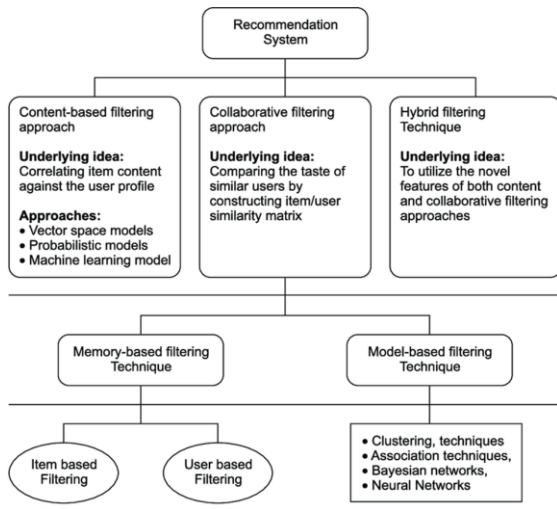 Recommendation
System
Content-based filtering
approach
Underlying idea:
Correlating item content
against the user profile
Approaches:
• Vector space models
• Probabilistic models
• Machine learning model
Collaborative filtering
approach
Underlying idea:
Comparing the taste of
similar users by
constructing item/user
similarity matrix
Hybrid filtering
Technique
Underlying idea:
To utilize the novel
features of both content
and collaborative filtering
approaches
Memory-based filtering
Technique
Model-based filtering
Technique
Item based
Filtering
User based
Filtering
• Clustering, techniques
• Association techniques,
• Bayesian networks,
• Neural Networks